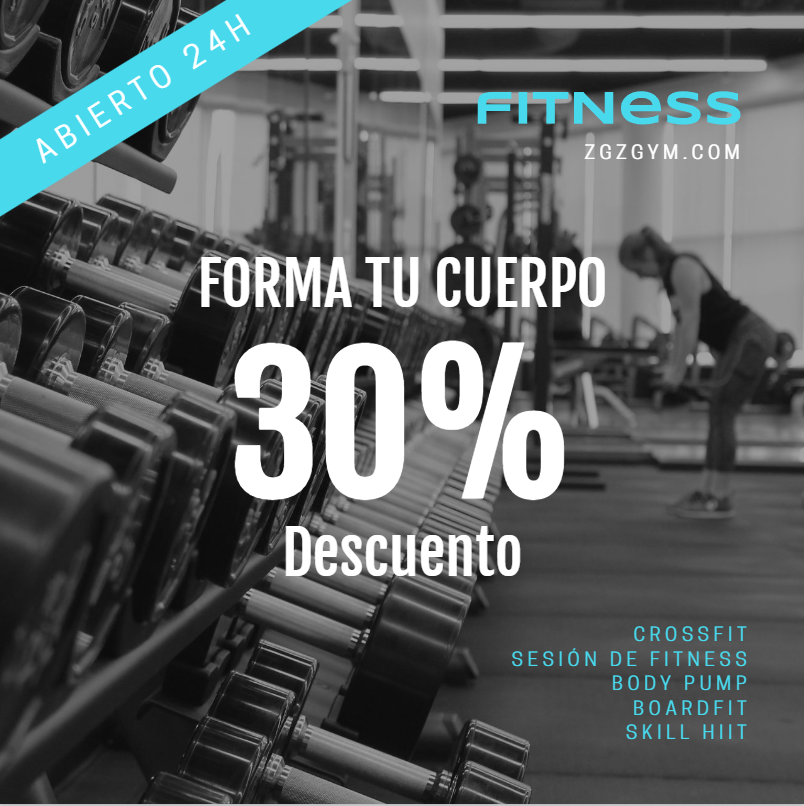 ABIERTO 24H
FITNESS
ZGZGYM.COM
FORMA TU CUERPO
30%
Descuento
CROSSFIT
SESIÓN DE FITNESS
BODY PUMP
BOARDFIT
SKILL HIIT